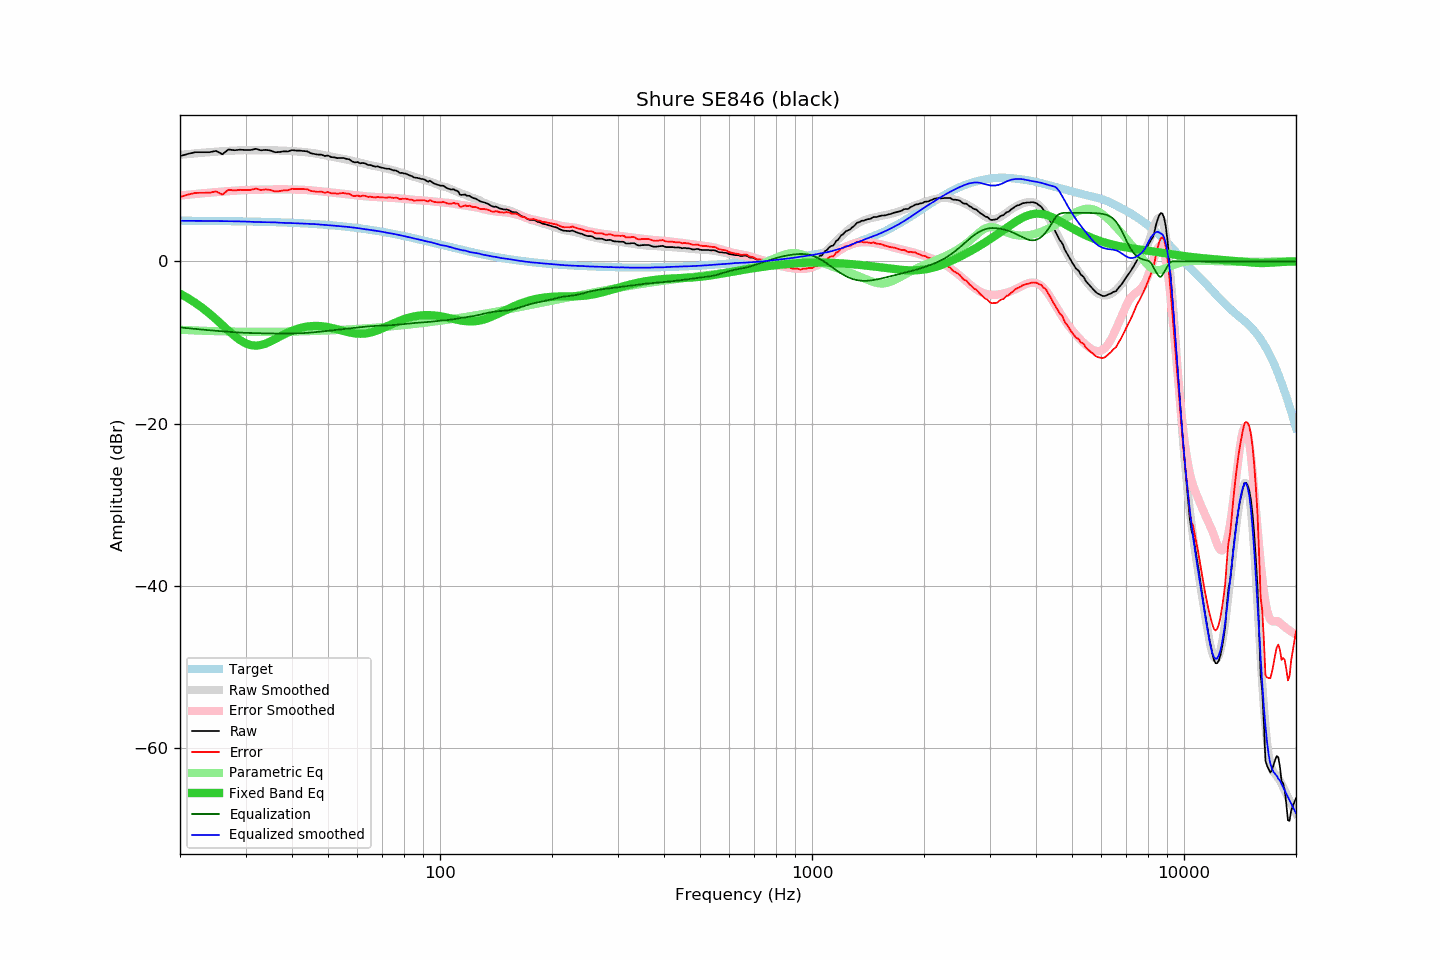 Shure SE846 (black)
Amplitude (dBr)
0
−20
−40
−60
Target
Raw Smoothed
Error Smoothed
Raw
Error
Parametric Eq
Fixed Band Eq
Equalization
Equalized smoothed
100
1000
10000
Frequency (Hz)